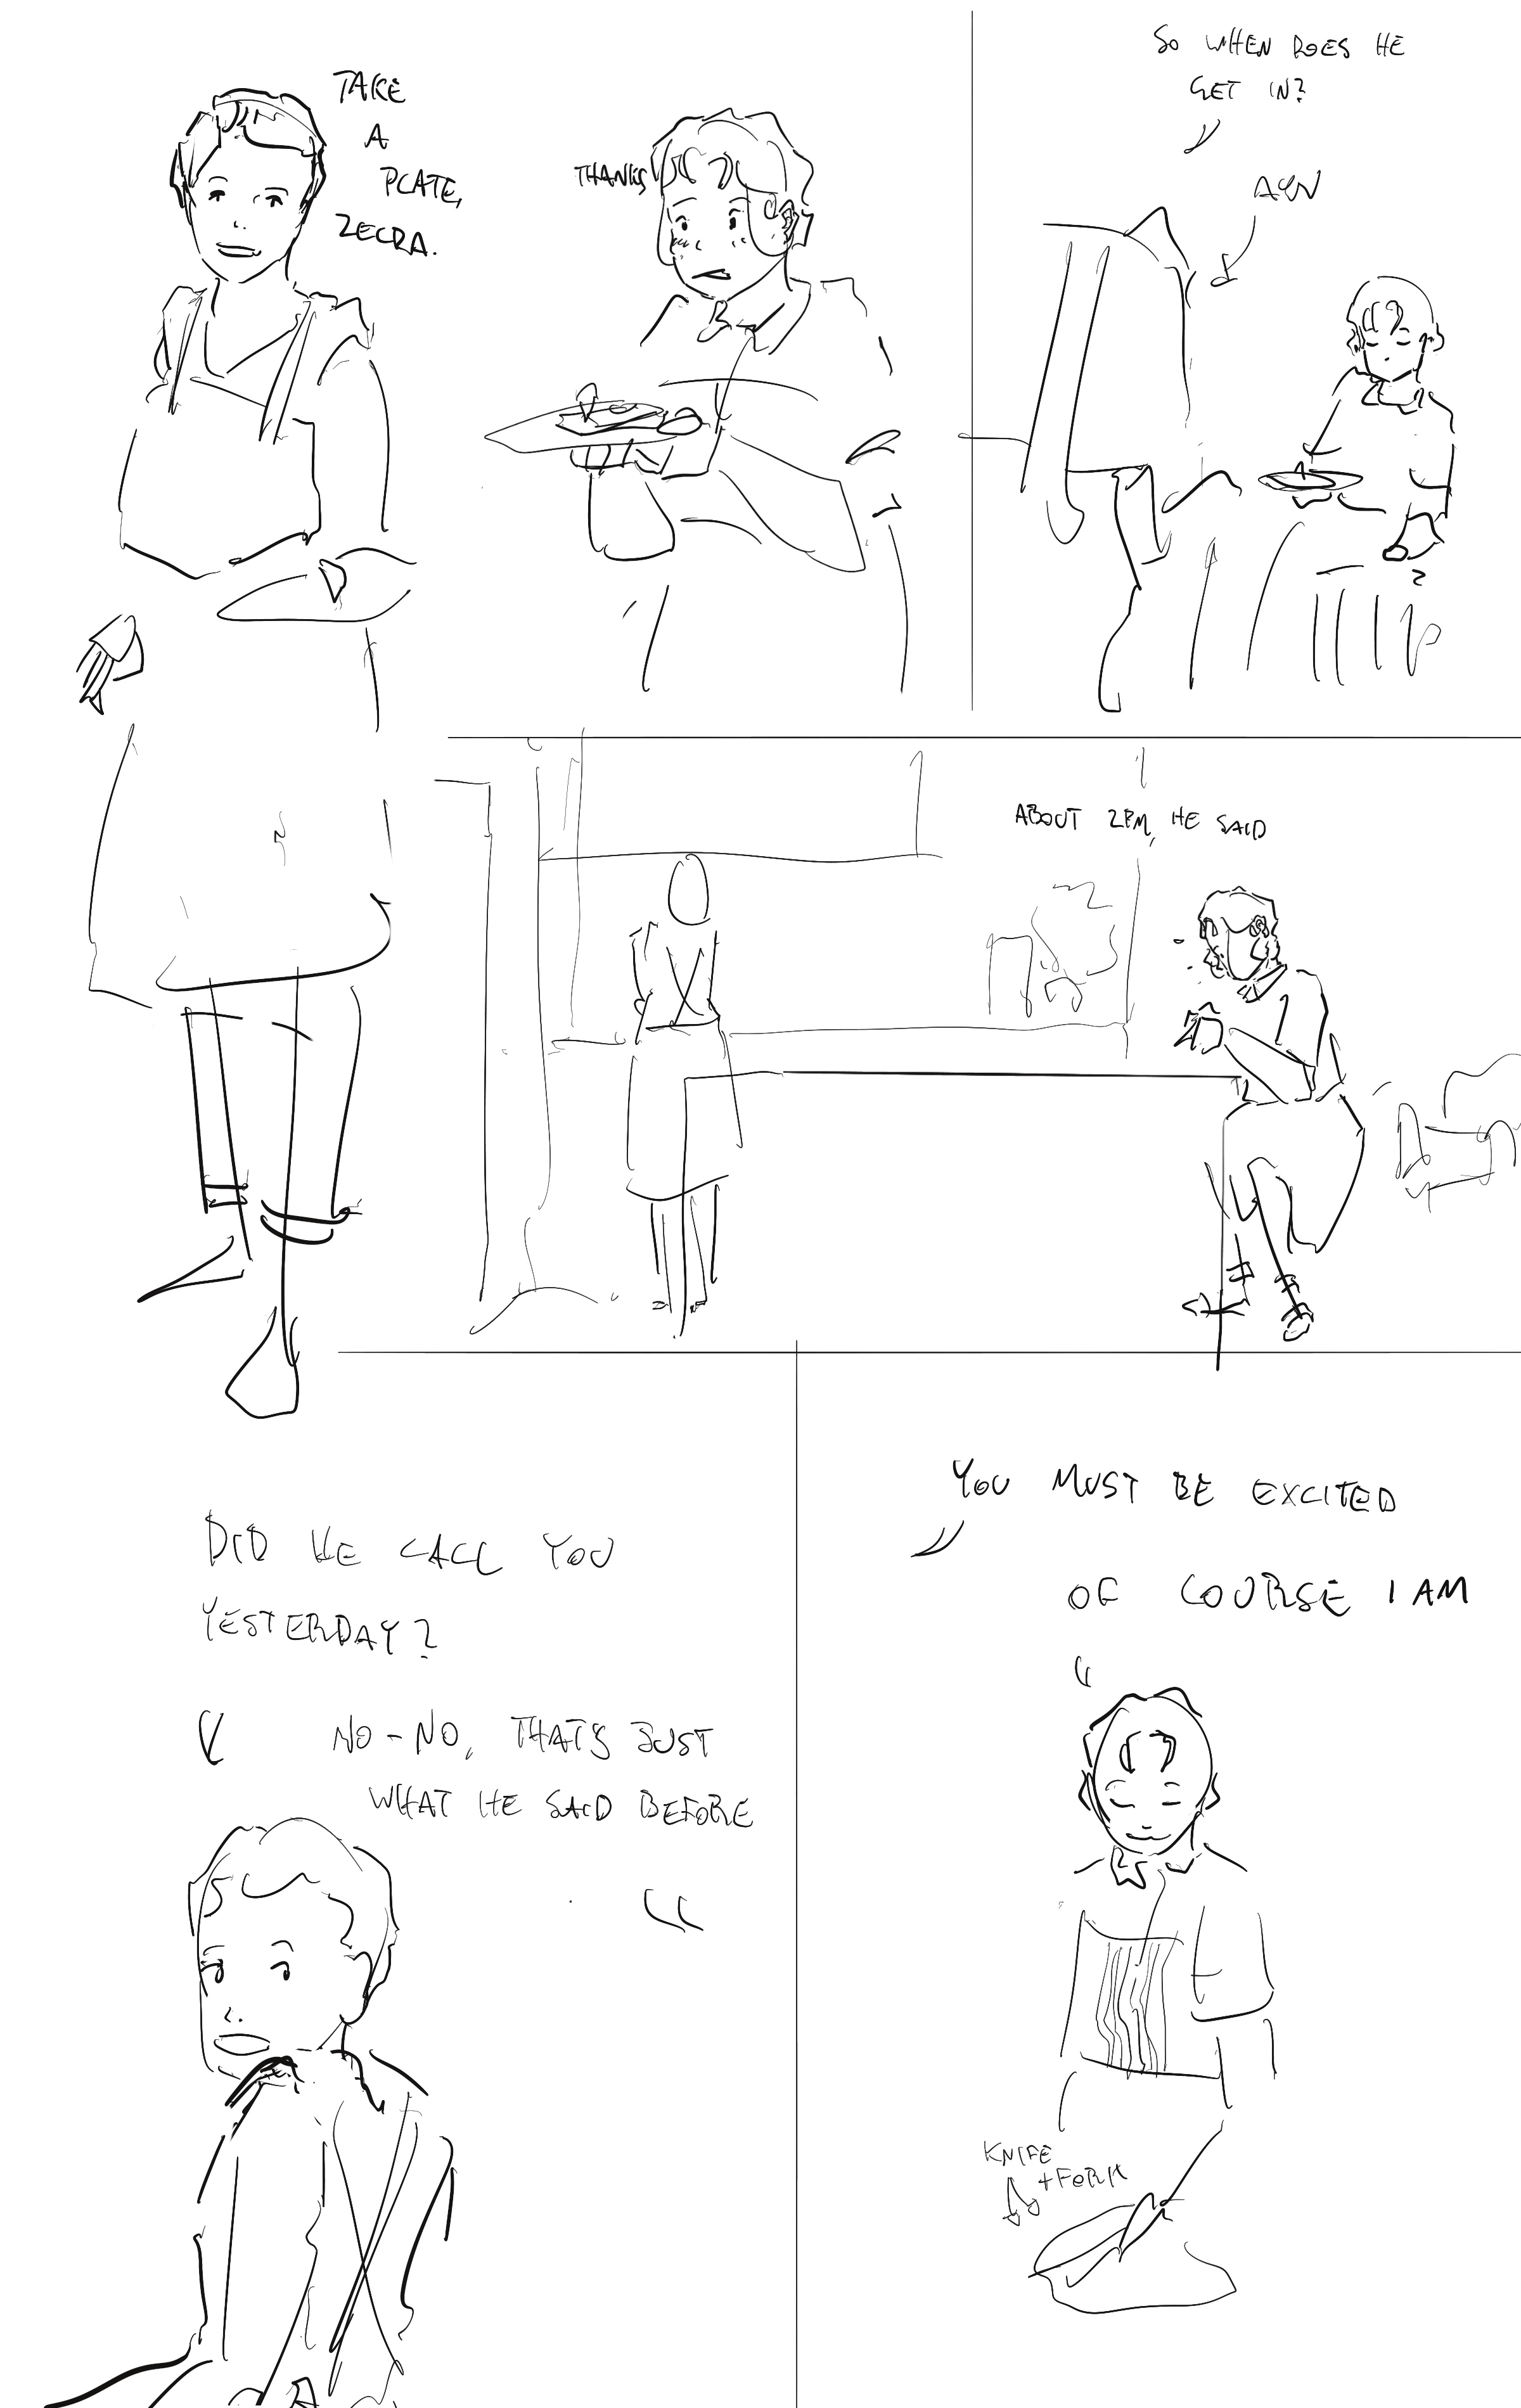 TAKE
A
PLATE,
ZECRA.
THANKS
SO WHEN DOES HE
GET IN?
ABOUT 2PM, HE SAID
DID HE CALL YOU
YESTERDAY?
NO-NO, THAT'S JUST
WHAT HE SAID BEFORE
YOU MUST BE EXCITED
OF COURSE I AM
KNIFE
+FORK